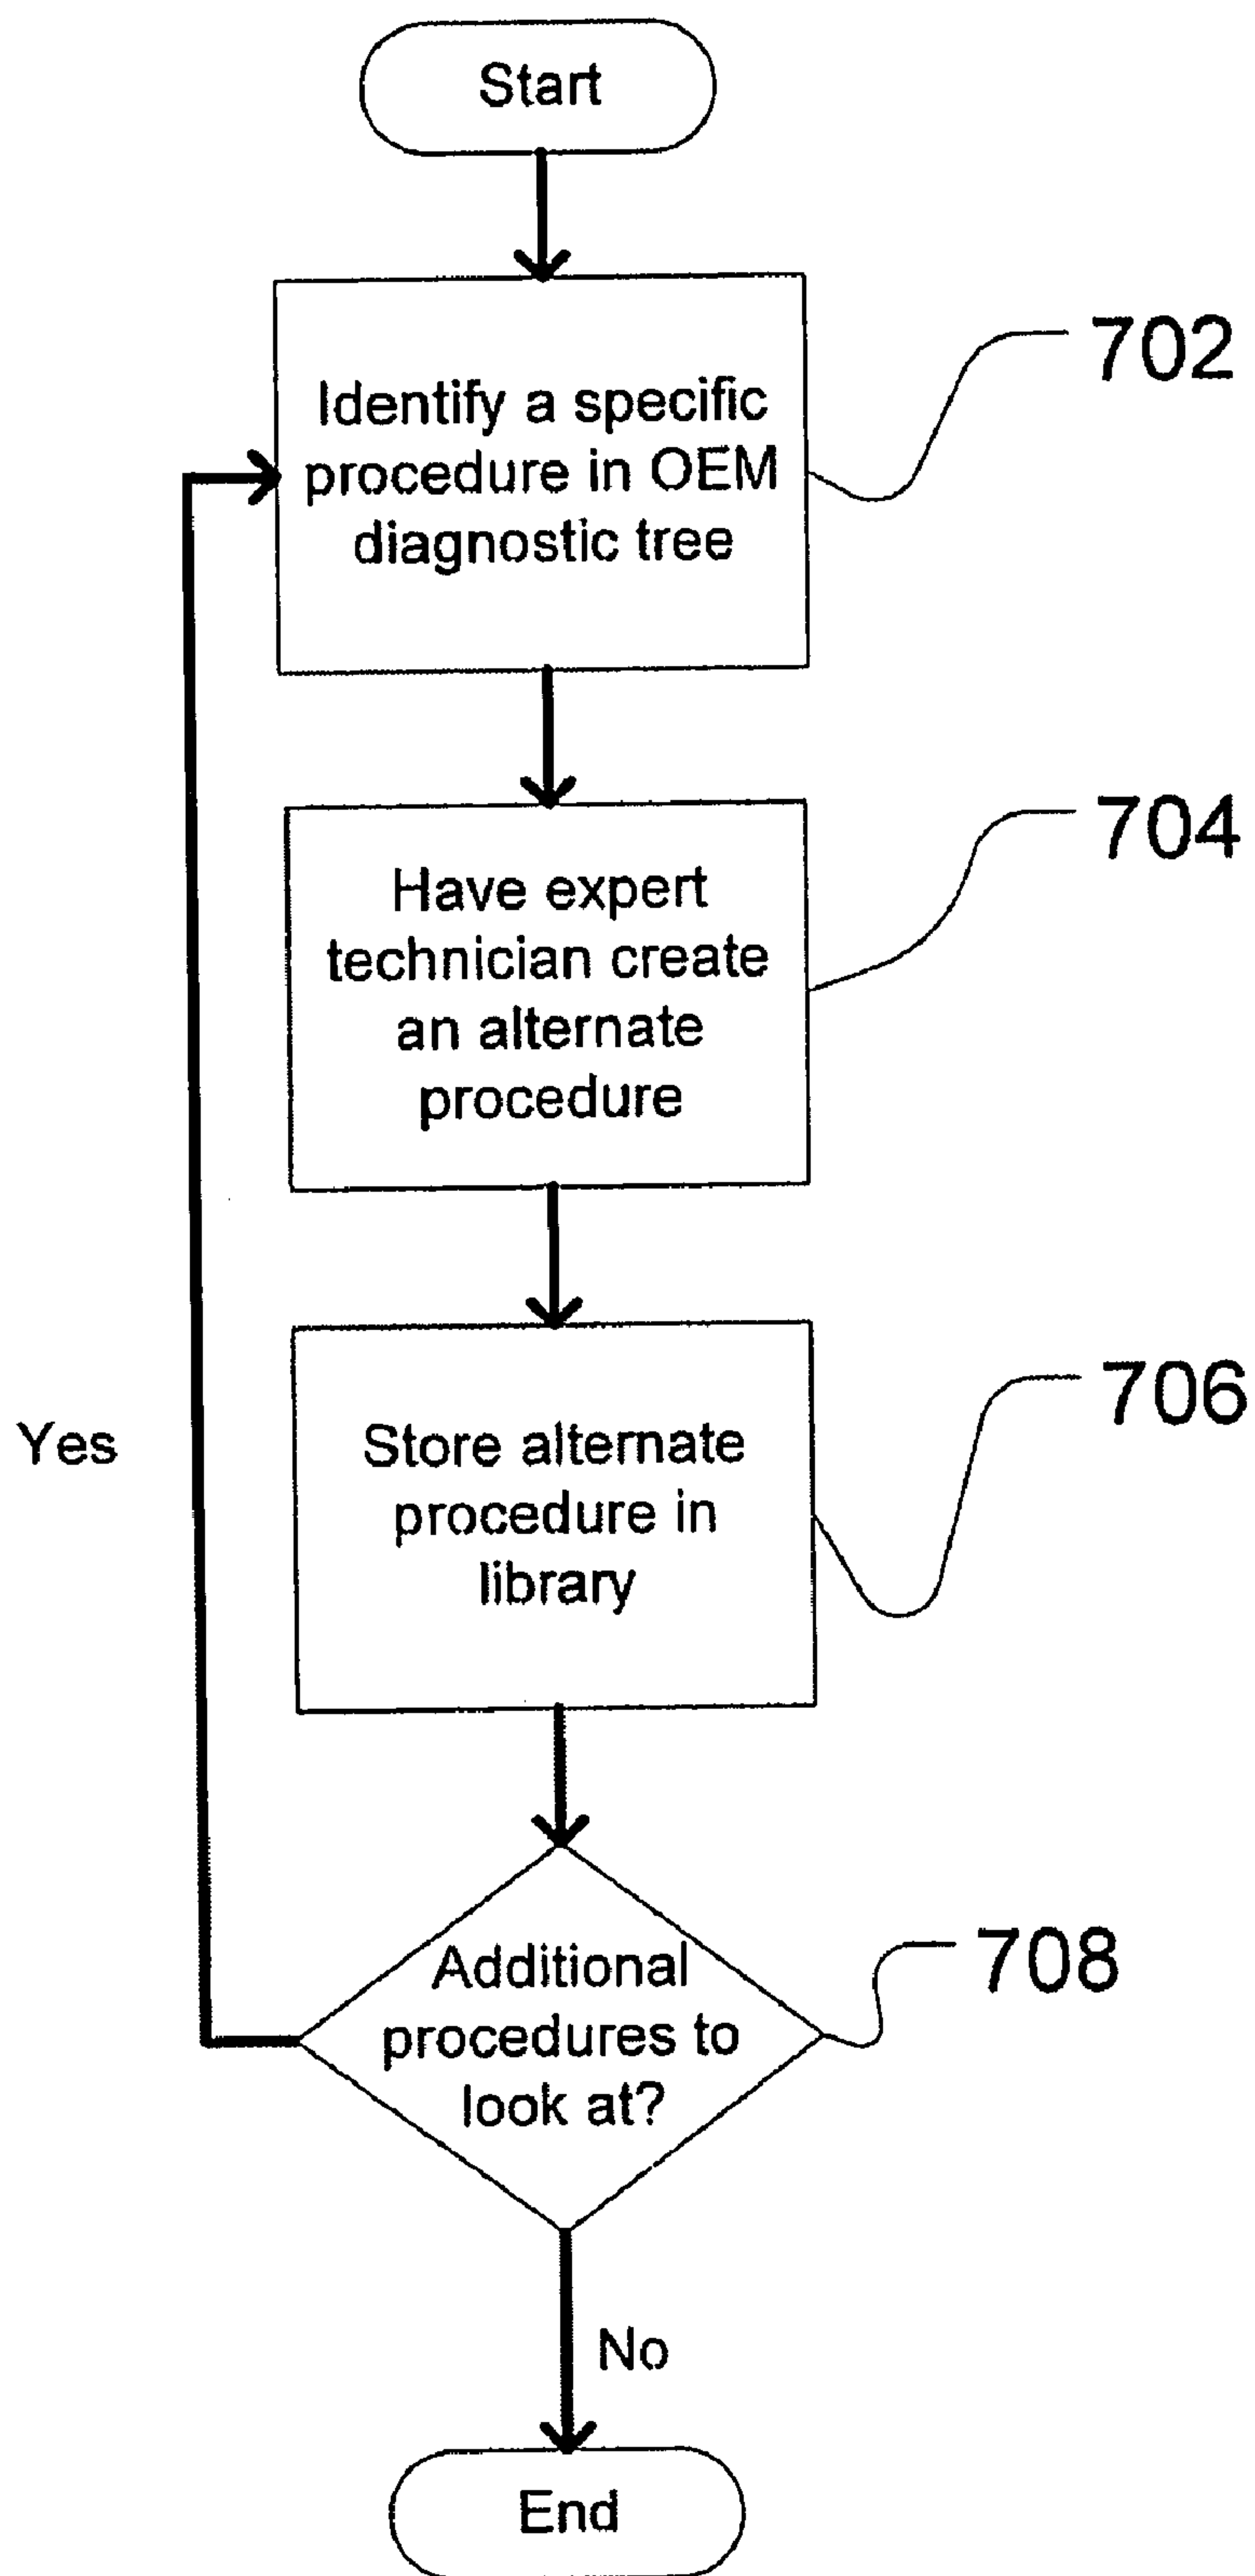 Start
Identify a specific
procedure in OEM
diagnostic tree
702
Have expert
technician create
an alternate
procedure
704
Store alternate
procedure in
library
706
Yes
Additional
procedures to
look at?
708
No
End